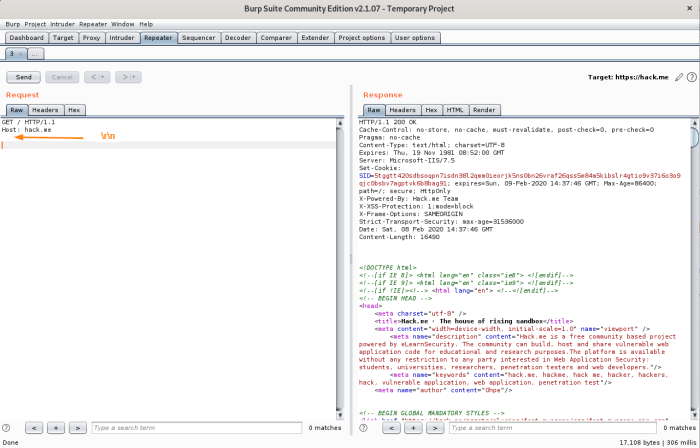 Burp Suite Community Edition v2.1.07 - Temporary Project
Burp Project Intruder Repeater Window Help
Dashboard Target Proxy Intruder Repeater Sequencer Decoder Comparer Extender Project options User options
3 × ...
Send Cancel < > Target: https://hack.me ?
Request
Raw Headers Hex
GET / HTTP/1.1
Host: hack.me
\r\n
Response
Raw Headers Hex HTML Render
HTTP/1.1 200 OK
Cache-Control: no-store, no-cache, must-revalidate, post-check=0, pre-check=0
Pragma: no-cache
Content-Type: text/html; charset=UTF-8
Expires: Thu, 19 Nov 1981 08:52:00 GMT
Server: Microsoft-IIS/7.5
Set-Cookie:
expires=Sun, 09-Feb-2020 14:37:46 GMT; Max-Age=86400;
path=/; secure; HttpOnly
X-Powered-By: Hack.me Team
X-XSS-Protection: 1;mode=block
X-Frame-Options: SAMEORIGIN
Strict-Transport-Security: max-age=31536000
Date: Sat, 08 Feb 2020 14:37:46 GMT
Content-Length: 16490
<!DOCTYPE html>
<!--[if IE 8]> <html lang="en" class="ie8"> <![endif]-->
<!--[if IE 9]> <html lang="en" class="ie9"> <![endif]-->
<!--[if !IE]><!--> <html lang="en"> <!--<![endif]-->
<!-- BEGIN HEAD -->
<head>
<meta charset="utf-8" />
<title>Hack.me · The house of rising sandbox</title>
<meta content="width=device-width, initial-scale=1.0" name="viewport" />
<meta name="description" content="Hack.me is a free community based project
powered by eLearnSecurity. The community can build, host and share vulnerable web
application code for educational and research purposes.The platform is available
without any restriction to any party interested in Web Application Security:
students, universities, researchers, penetration testers and web developers."/>
<meta name="keywords" content="hack.me, hackme, hack me, hacker, hackers,
hack, vulnerable application, web application, penetration test"/>
<meta name="author" content="Ohpe"/>
<!-- BEGIN GLOBAL MANDATORY STYLES -->
? < + > Type a search term 0 matches
? < + > Type a search term 0 matches
Done 17,108 bytes | 306 millis